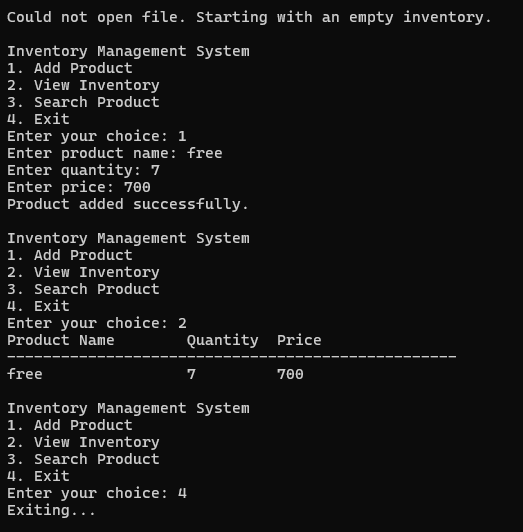 Could not open file. Starting with an empty inventory.
Inventory Management System
1. Add Product
2. View Inventory
3. Search Product
4. Exit
Enter your choice: 1
Enter product name: free
Enter quantity: 7
Enter price: 700
Product added successfully.
Inventory Management System
1. Add Product
2. View Inventory
3. Search Product
4. Exit
Enter your choice: 2
Product Name        Quantity  Price
--------------------------------------------------
free                7         700
Inventory Management System
1. Add Product
2. View Inventory
3. Search Product
4. Exit
Enter your choice: 4
Exiting...